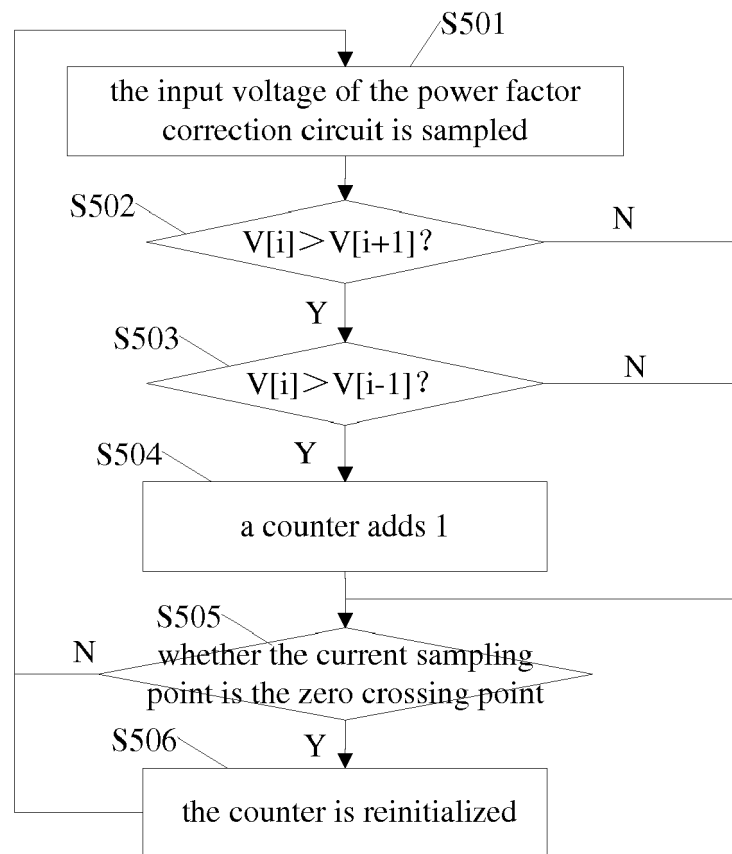 S501
the input voltage of the power factor
correction circuit is sampled
S502
V[i]>V[i+1]?
N
Y
S503
V[i]>V[i-1]?
N
Y
S504
a counter adds 1
S505
N
whether the current sampling
point is the zero crossing point
Y
S506
the counter is reinitialized